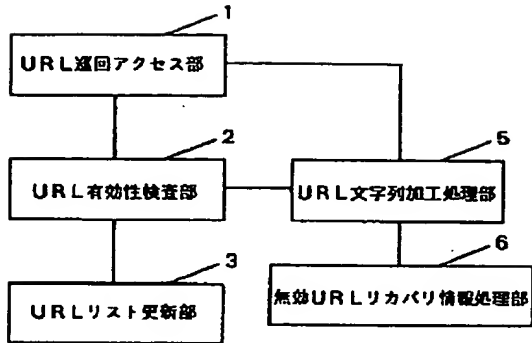 1
URL巡回アクセス部
2
URL有効性検査部
5
URL文字列加工処理部
3
URLリスト更新部
6
無効URLリカバリ情報処理部